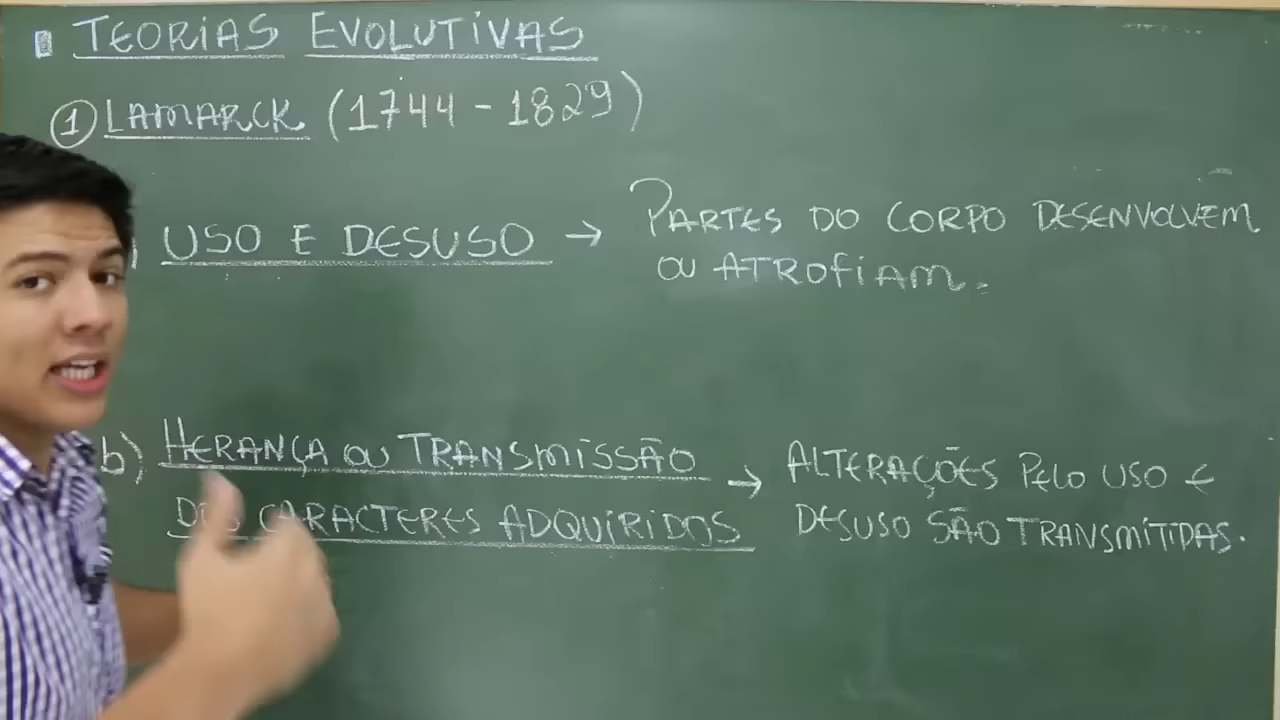 TEORIAS EVOLUTIVAS
1 LAMARCK (1744 - 1829)
) USO E DESUSO → PARTES DO CORPO DESENVOLVEM
OU ATROFIAM.
b) HERANÇA OU TRANSMISSÃO → ALTERAÇÕES PELO USO E
DOS CARACTERES ADQUIRIDOS DESUSO SÃO TRANSMITIDAS.